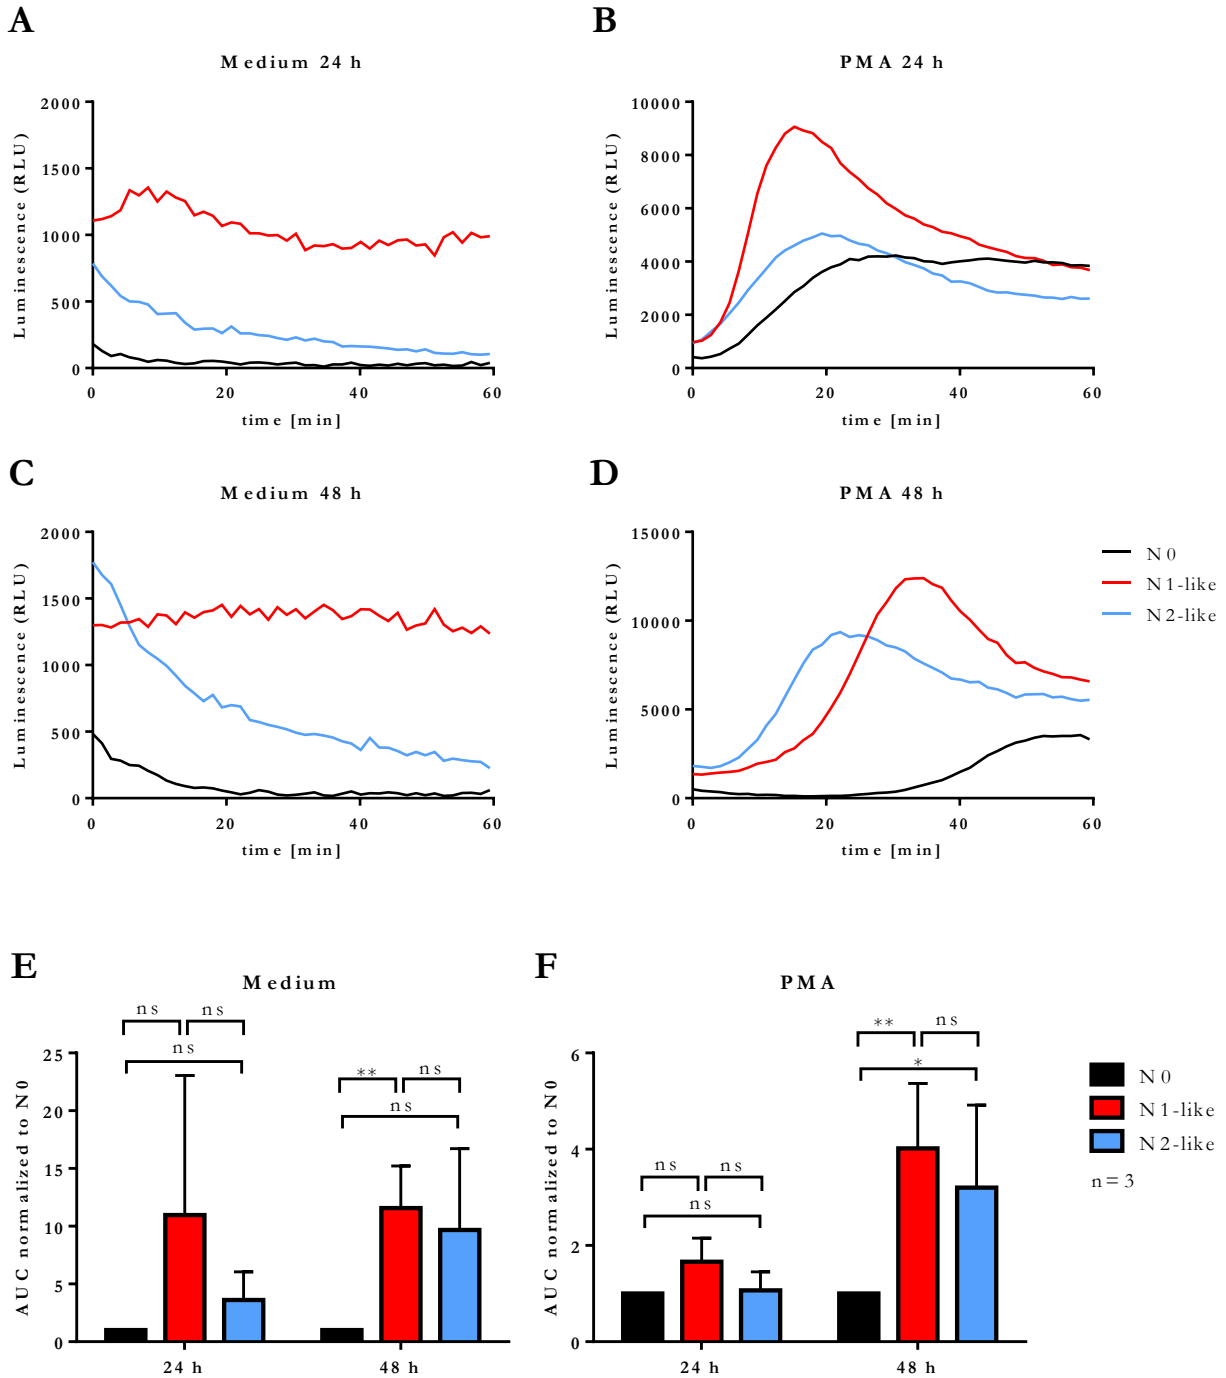 A
Medium 24 h
Luminescence (RLU)
2000
1500
1000
500
0
0 20 40 60
time [min]
B
PMA 24 h
Luminescence (RLU)
10000
8000
6000
4000
2000
0
0 20 40 60
time [min]
C
Medium 48 h
Luminescence (RLU)
2000
1500
1000
500
0
0 20 40 60
time [min]
D
PMA 48 h
Luminescence (RLU)
15000
10000
5000
0
0 20 40 60
time [min]
N0
N1-like
N2-like
E
Medium
AUC normalized to N0
25
20
15
10
5
0
ns ns
ns
** ns
ns
24 h 48 h
F
PMA
AUC normalized to N0
6
4
2
0
ns ns
ns
** ns
*
24 h 48 h
N0
N1-like
N2-like
n=3